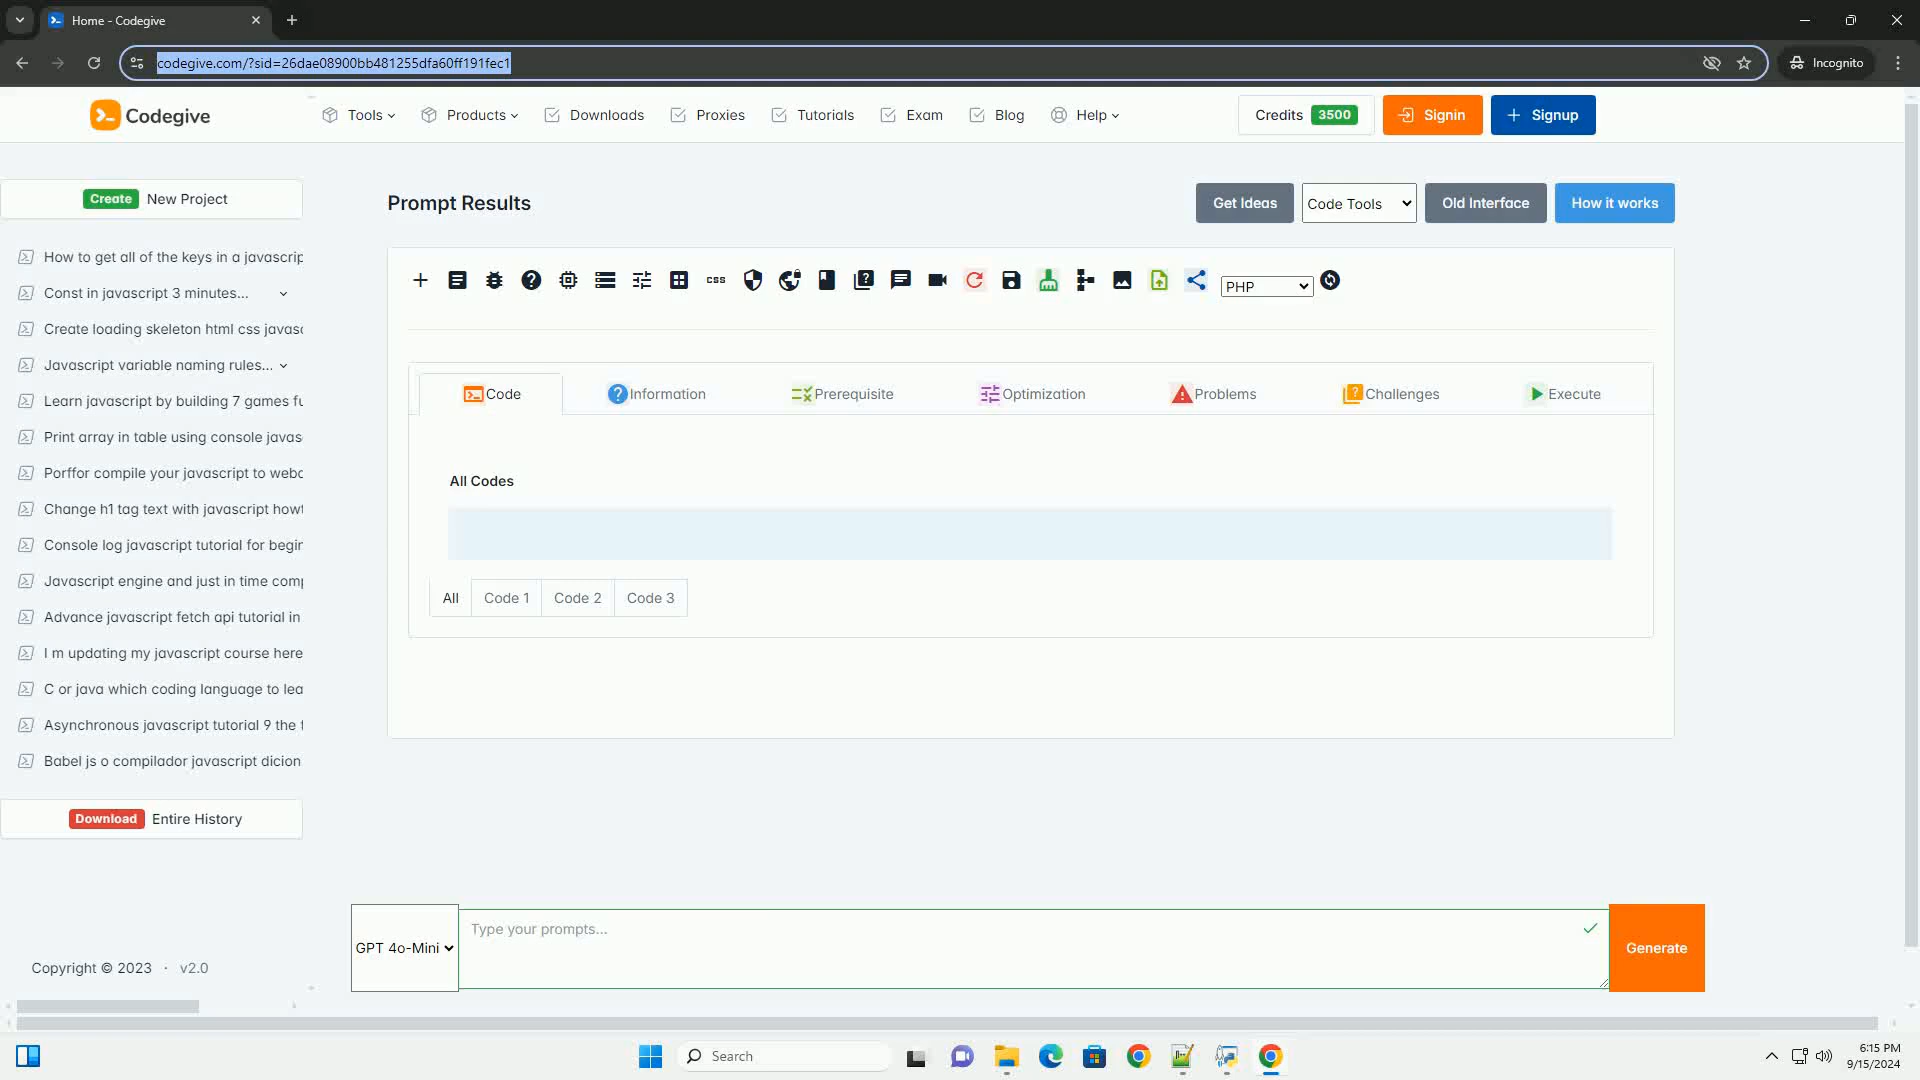 Home - Codegive
codegive.com/?sid=26dae08900bb481255dfa60ff191fec1
Incognito
Codegive
Tools
Products
Downloads
Proxies
Tutorials
Exam
Blog
Help
Credits 3500
Signin
Signup
Create New Project
How to get all of the keys in a javascrip
Const in javascript 3 minutes...
Create loading skeleton html css javasc
Javascript variable naming rules...
Learn javascript by building 7 games fu
Print array in table using console javas
Porffor compile your javascript to webc
Change h1 tag text with javascript howt
Console log javascript tutorial for begin
Javascript engine and just in time comp
Advance javascript fetch api tutorial in
I m updating my javascript course here
C or java which coding language to lea
Asynchronous javascript tutorial 9 the t
Babel js o compilador javascript dicion
Download Entire History
Copyright © 2023 · v2.0
Prompt Results
Get Ideas
Code Tools
Old Interface
How it works
css
PHP
Code
Information
Prerequisite
Optimization
Problems
Challenges
Execute
All Codes
All
Code 1
Code 2
Code 3
GPT 4o-Mini
Type your prompts...
Generate
Search
6:15 PM
9/15/2024